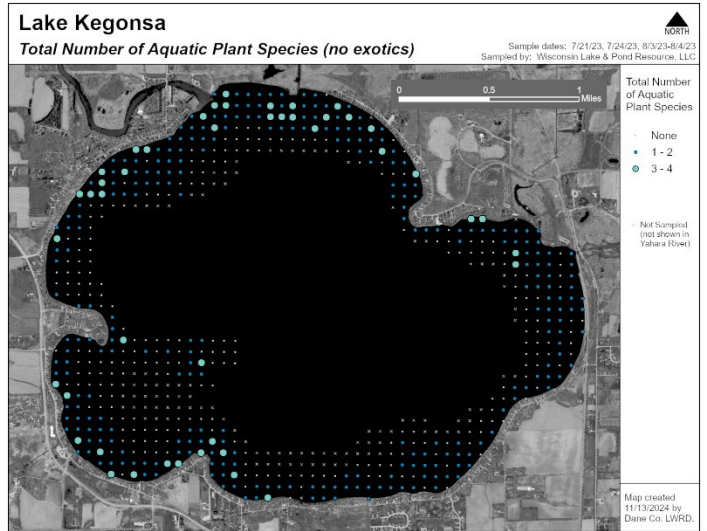 Lake Kegonsa
Total Number of Aquatic Plant Species (no exotics)
NORTH
Sample dates: 7/21/23, 7/24/23, 8/3/23-8/4/23
Sampled by: Wisconsin Lake & Pond Resource, LLC
0 0.5 1
Miles
Total Number
of Aquatic
Plant Species
None
1 - 2
3 - 4
Not Sampled
(not shown in
Yahara River)
Map created
11/13/2024 by
Dane Co. LWRD.